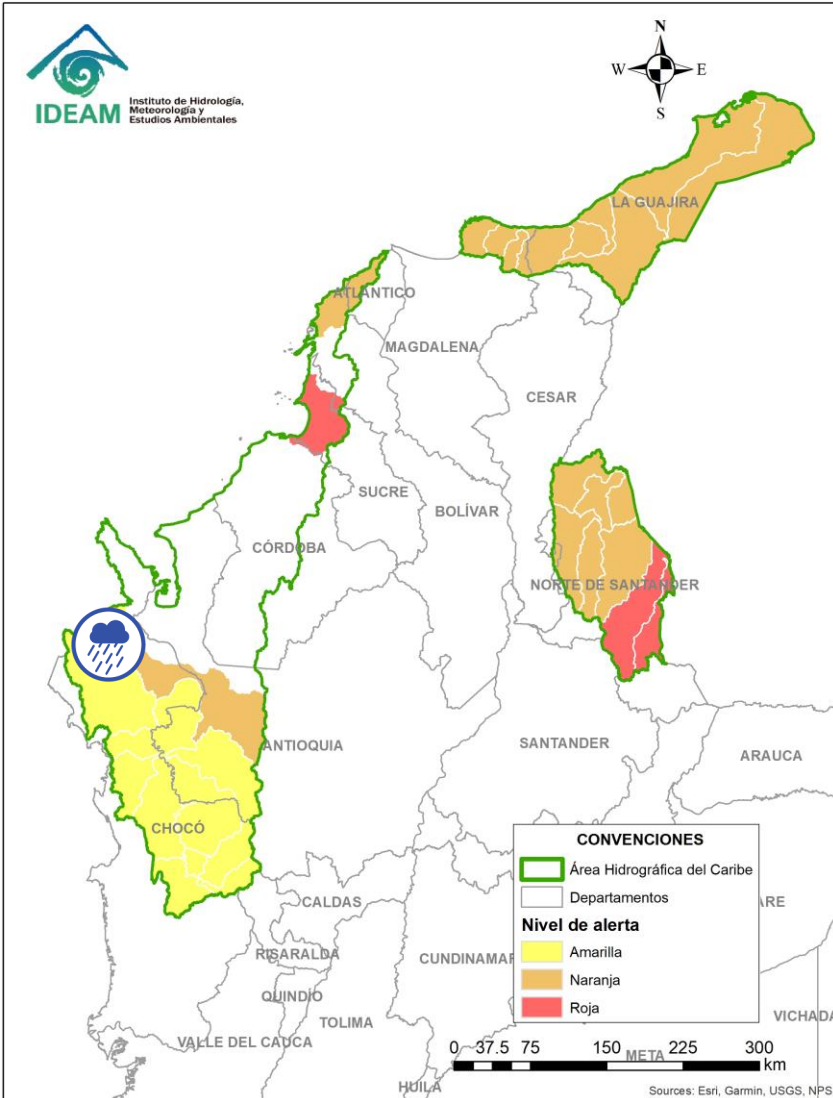 IDEAM
Instituto de Hidrología,
Meteorología y
Estudios Ambientales
N
W
E
S
LA GUAJIRA
ATLÁNTICO
MAGDALENA
CESAR
SUCRE
BOLÍVAR
CÓRDOBA
NORTE DE SANTANDER
ANTIOQUIA
SANTANDER
ARAUCA
CHOCÓ
CALDAS
RISARALDA
CUNDINAMAR
QUINDÍO
TOLIMA
VALLE DEL CAUCA
HUILA
META
VICHADA
ARE
CONVENCIONES
Área Hidrográfica del Caribe
Departamentos
Nivel de alerta
Amarilla
Naranja
Roja
0 37.5 75 150 225 300
km
Sources: Esri, Garmin, USGS, NPS